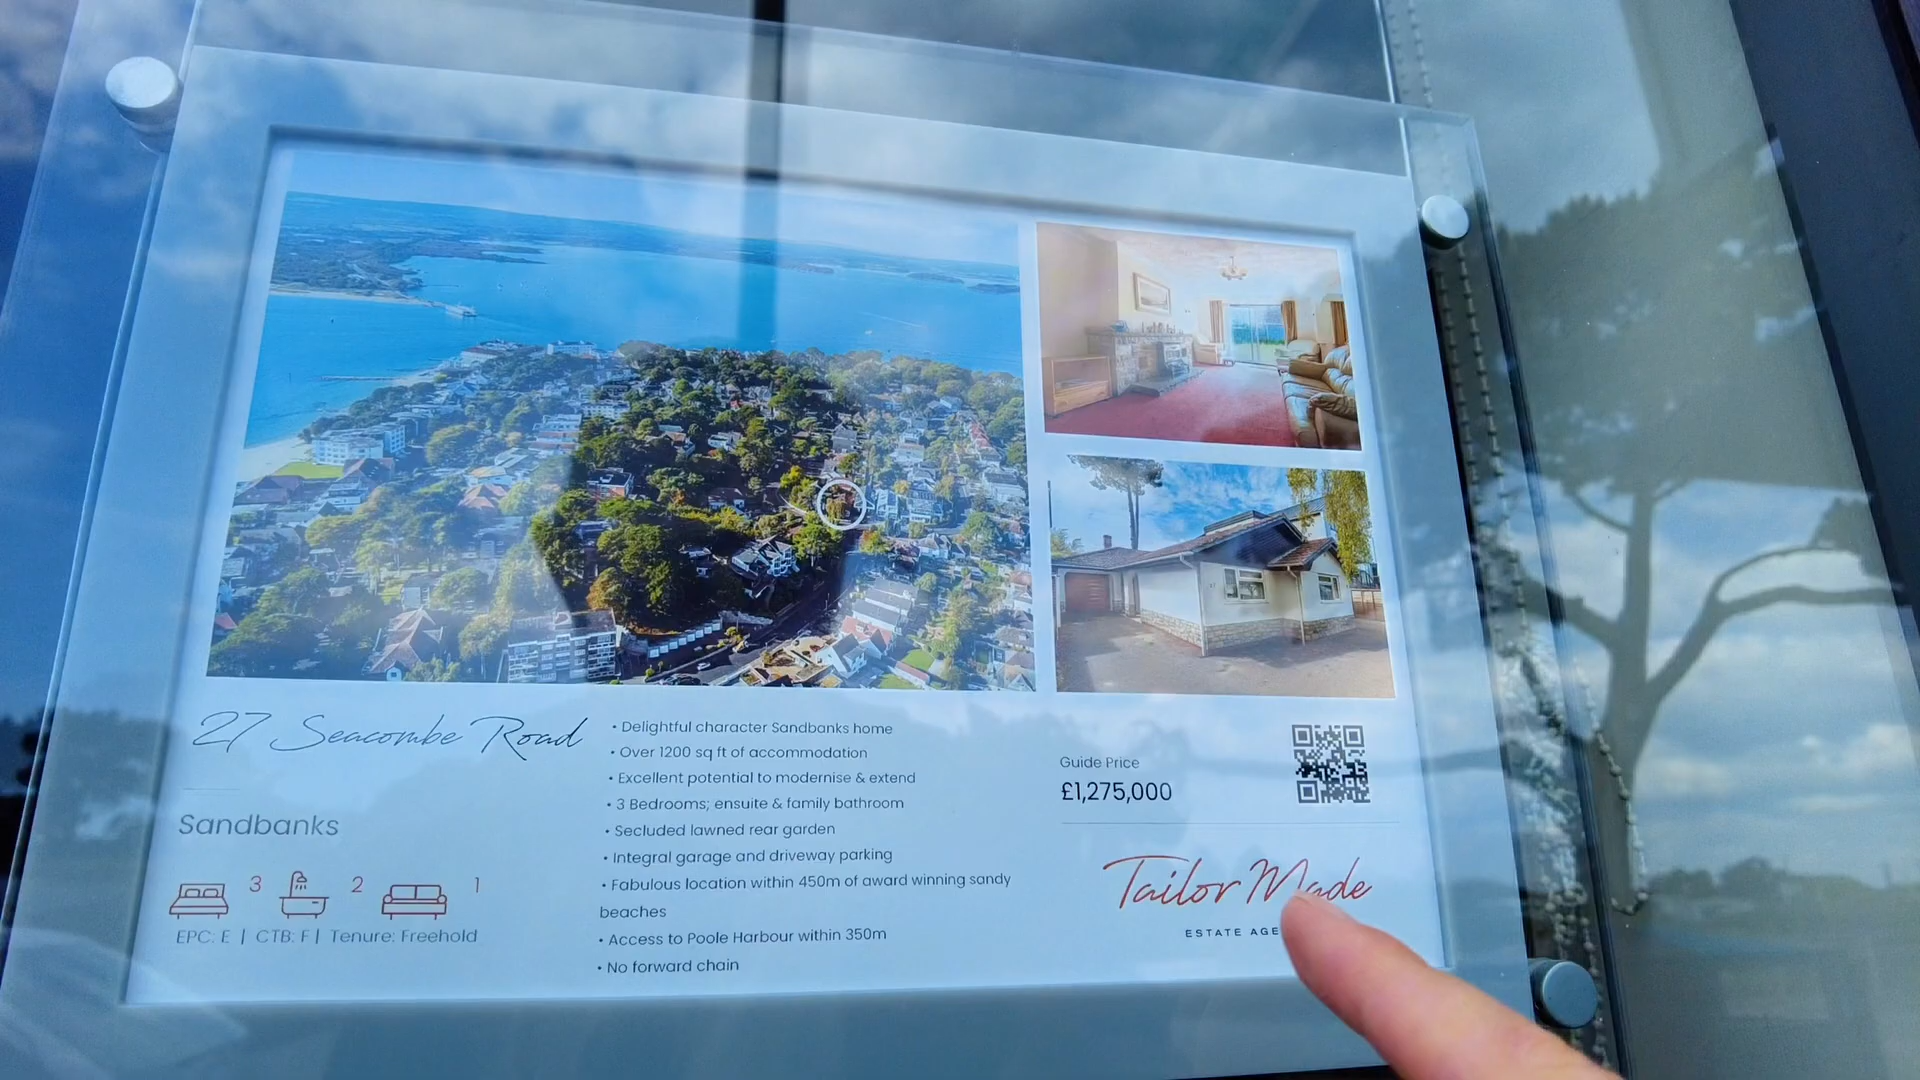 27 Seacombe Road
Sandbanks
3 2 1
EPC: E | CTB: F | Tenure: Freehold
• Delightful character Sandbanks home
• Over 1200 sq ft of accommodation
• Excellent potential to modernise & extend
• 3 Bedrooms; ensuite & family bathroom
• Secluded lawned rear garden
• Integral garage and driveway parking
• Fabulous location within 450m of award winning sandy
beaches
• Access to Poole Harbour within 350m
• No forward chain
Guide Price
£1,275,000
Tailor Made
ESTATE